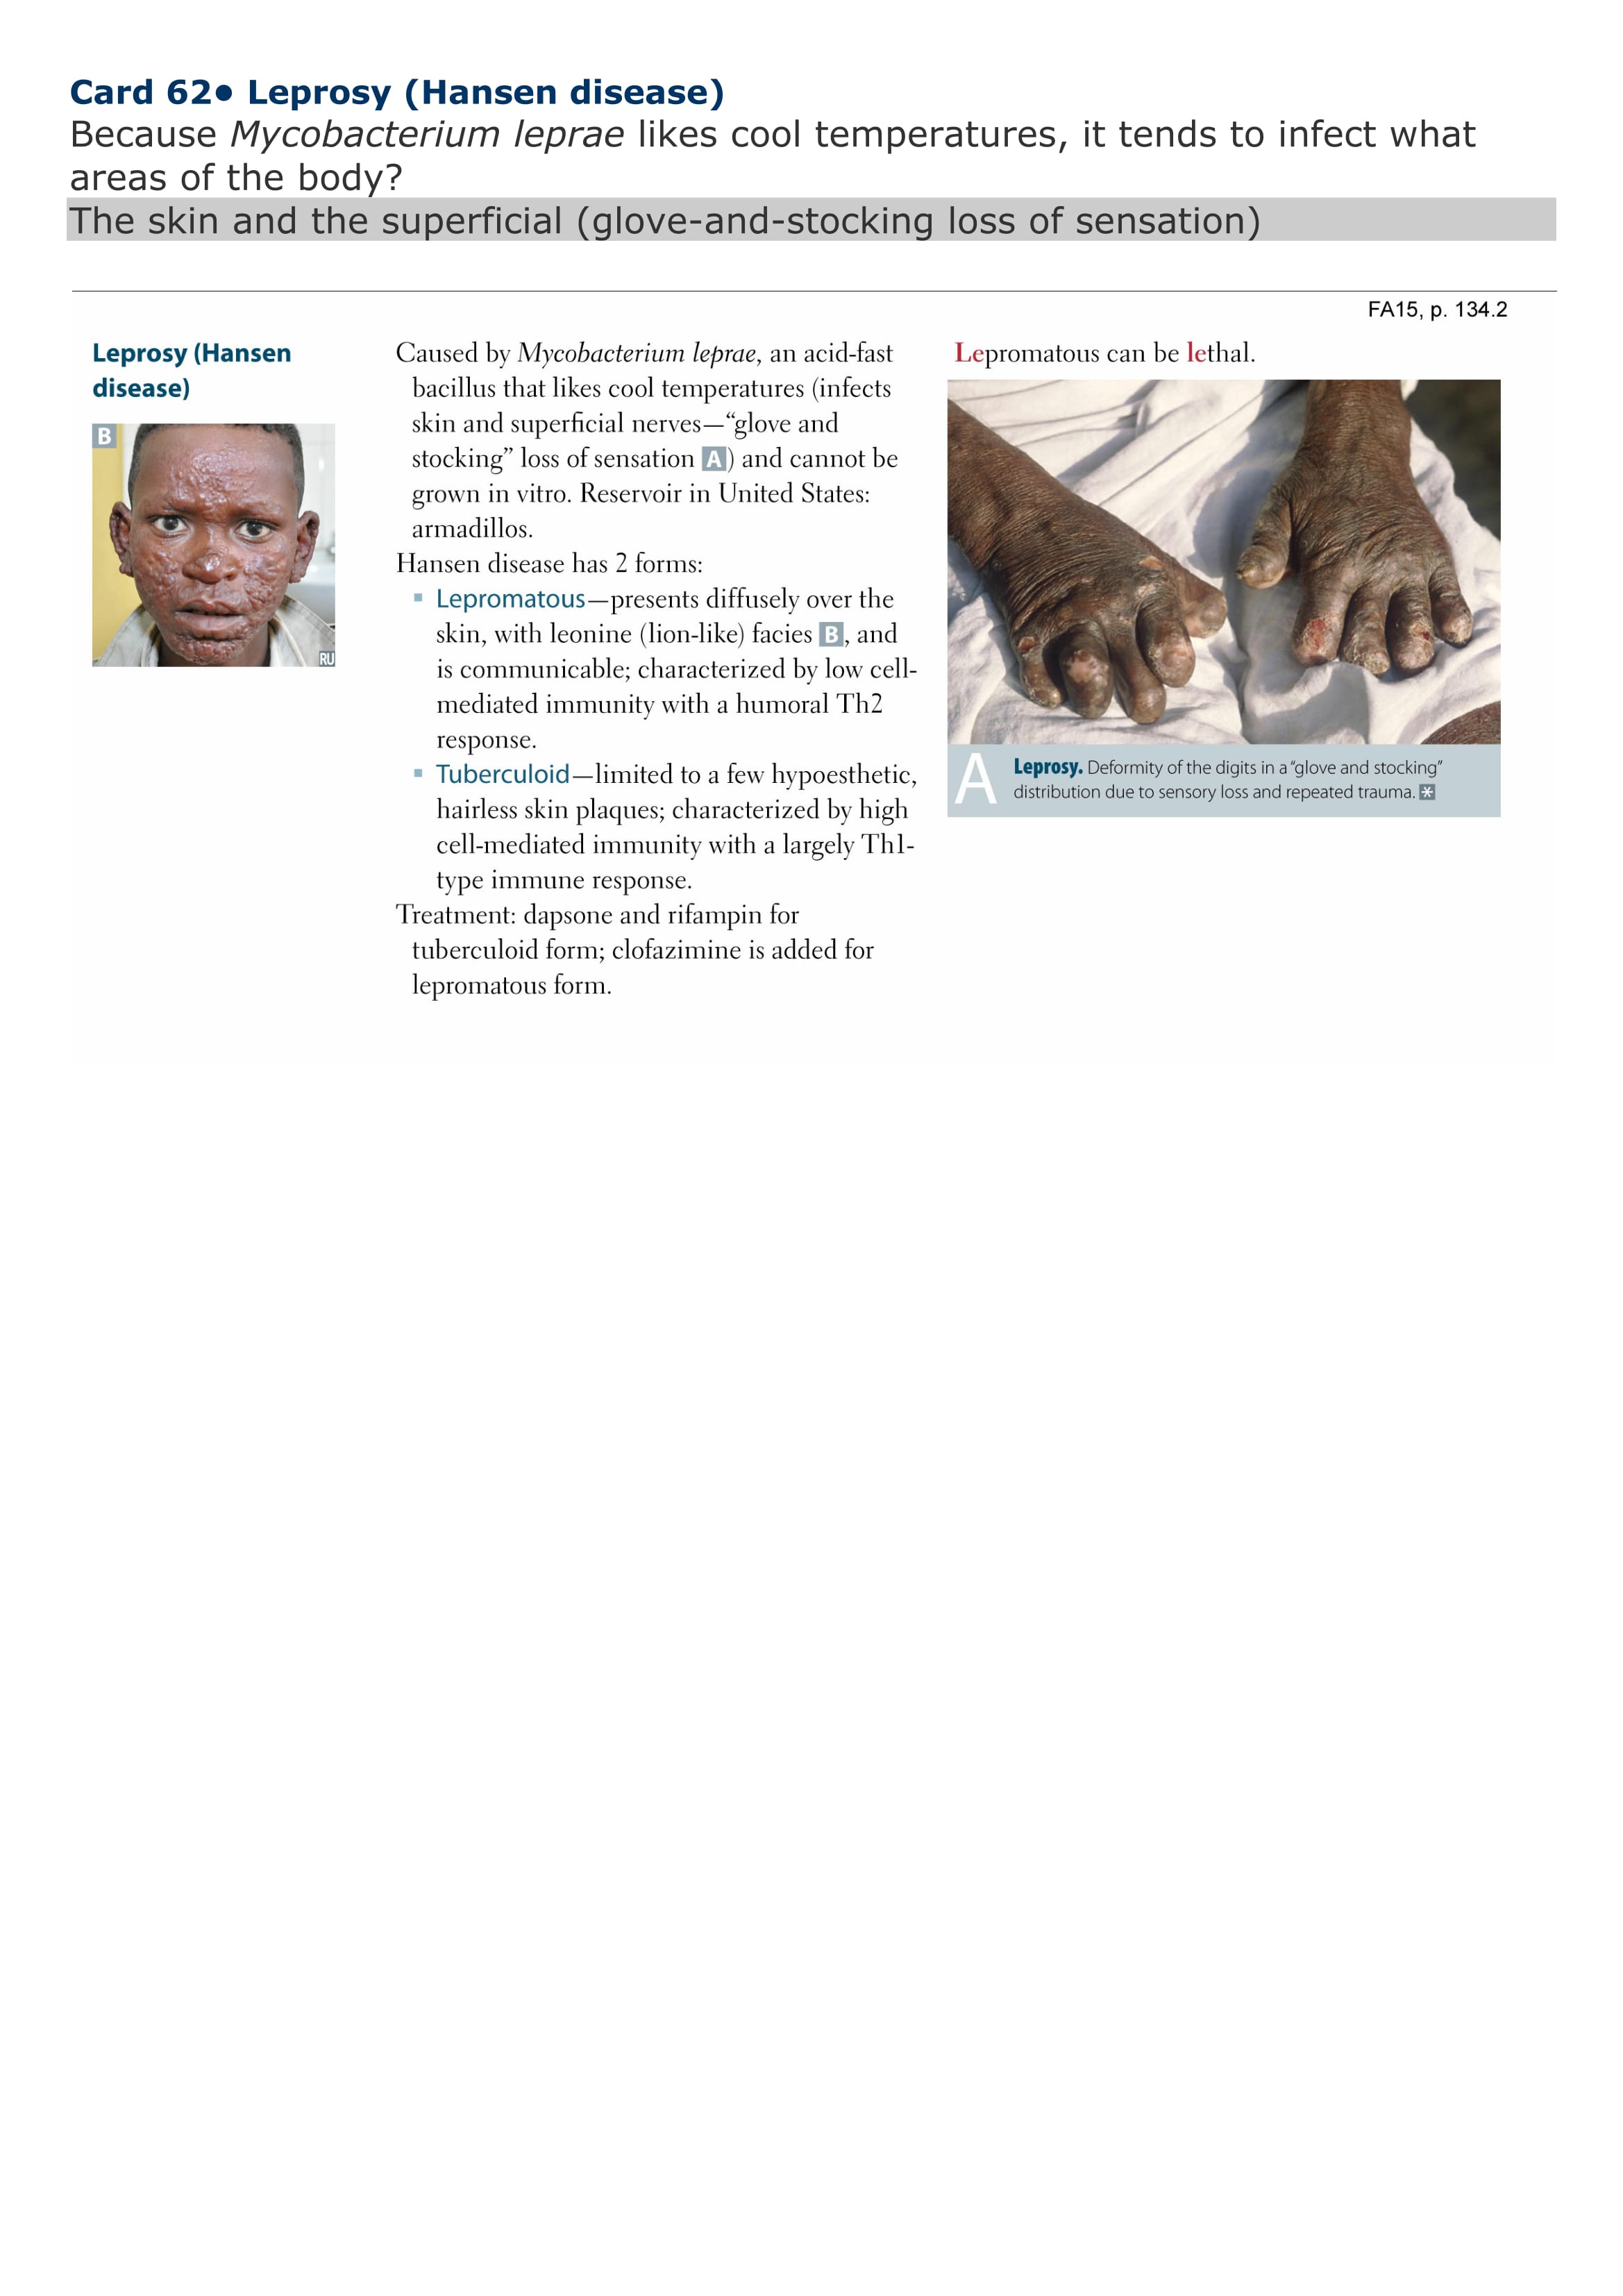 Card 62• Leprosy (Hansen disease)
Because Mycobacterium leprae likes cool temperatures, it tends to infect what
areas of the body?
The skin and the superficial (glove-and-stocking loss of sensation)
FA15, p. 134.2
Leprosy (Hansen
disease)
B
RU
Caused by Mycobacterium leprae, an acid-fast
bacillus that likes cool temperatures (infects
skin and superficial nerves—“glove and
stocking” loss of sensation A) and cannot be
grown in vitro. Reservoir in United States:
armadillos.
Hansen disease has 2 forms:
▪ Lepromatous—presents diffusely over the
skin, with leonine (lion-like) facies B, and
is communicable; characterized by low cell-
mediated immunity with a humoral Th2
response.
▪ Tuberculoid—limited to a few hypoesthetic,
hairless skin plaques; characterized by high
cell-mediated immunity with a largely Th1-
type immune response.
Treatment: dapsone and rifampin for
tuberculoid form; clofazimine is added for
lepromatous form.
Lepromatous can be lethal.
A
Leprosy. Deformity of the digits in a “glove and stocking”
distribution due to sensory loss and repeated trauma. *